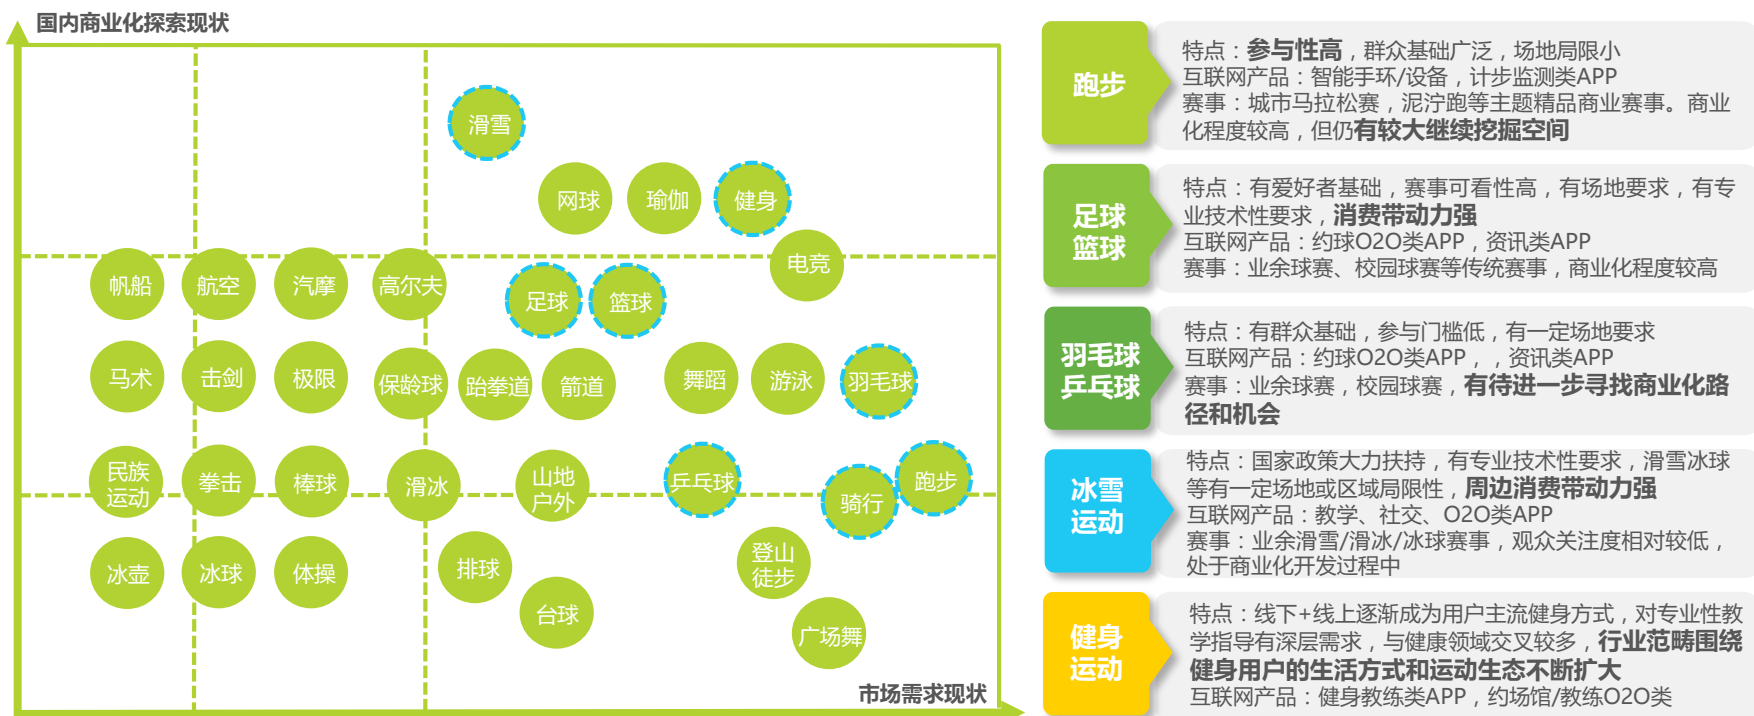 国内商业化探索现状
滑雪
网球
瑜伽
健身
电竞
帆船
航空
汽摩
高尔夫
足球
篮球
马术
击剑
极限
保龄球
跆拳道
箭道
舞蹈
游泳
羽毛球
民族
运动
拳击
棒球
滑冰
山地
户外
乒乓球
骑行
跑步
冰壶
冰球
体操
排球
台球
登山
徒步
广场舞
市场需求现状
跑步
特点：参与性高，群众基础广泛，场地局限小
互联网产品：智能手环/设备，计步监测类APP
赛事：城市马拉松赛，泥泞跑等主题精品商业赛事。商业
化程度较高，但仍有较大继续挖掘空间
足球
篮球
特点：有爱好者基础，赛事可看性高，有场地要求，有专
业技术性要求，消费带动力强
互联网产品：约球O2O类APP，资讯类APP
赛事：业余球赛、校园球赛等传统赛事，商业化程度较高
羽毛球
乒乓球
特点：有群众基础，参与门槛低，有一定场地要求
互联网产品：约球O2O类APP，，资讯类APP
赛事：业余球赛，校园球赛，有待进一步寻找商业化路
径和机会
冰雪
运动
特点：国家政策大力扶持，有专业技术性要求，滑雪冰球
等有一定场地或区域局限性，周边消费带动力强
互联网产品：教学、社交、O2O类APP
赛事：业余滑雪/滑冰/冰球赛事，观众关注度相对较低，
处于商业化开发过程中
健身
运动
特点：线下+线上逐渐成为用户主流健身方式，对专业性教
学指导有深层需求，与健康领域交叉较多，行业范畴围绕
健身用户的生活方式和运动生态不断扩大
互联网产品：健身教练类APP，约场馆/教练O2O类